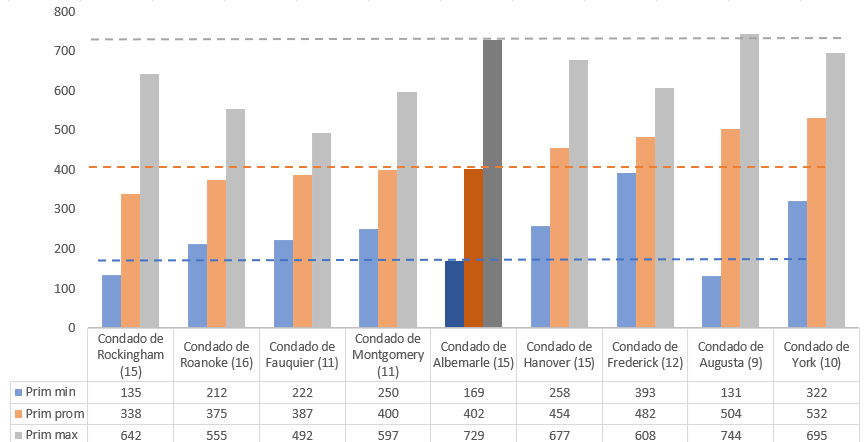 800
700
600
500
400
300
200
100
0
Condado de Rockingham (15) Condado de Roanoke (16) Condado de Fauquier (11) Condado de Montgomery (11) Condado de Albemarle (15) Condado de Hanover (15) Condado de Frederick (12) Condado de Augusta (9) Condado de York (10)
Prim min 135 212 222 250 169 258 393 131 322
Prim prom 338 375 387 400 402 454 482 504 532
Prim max 642 555 492 597 729 677 608 744 695